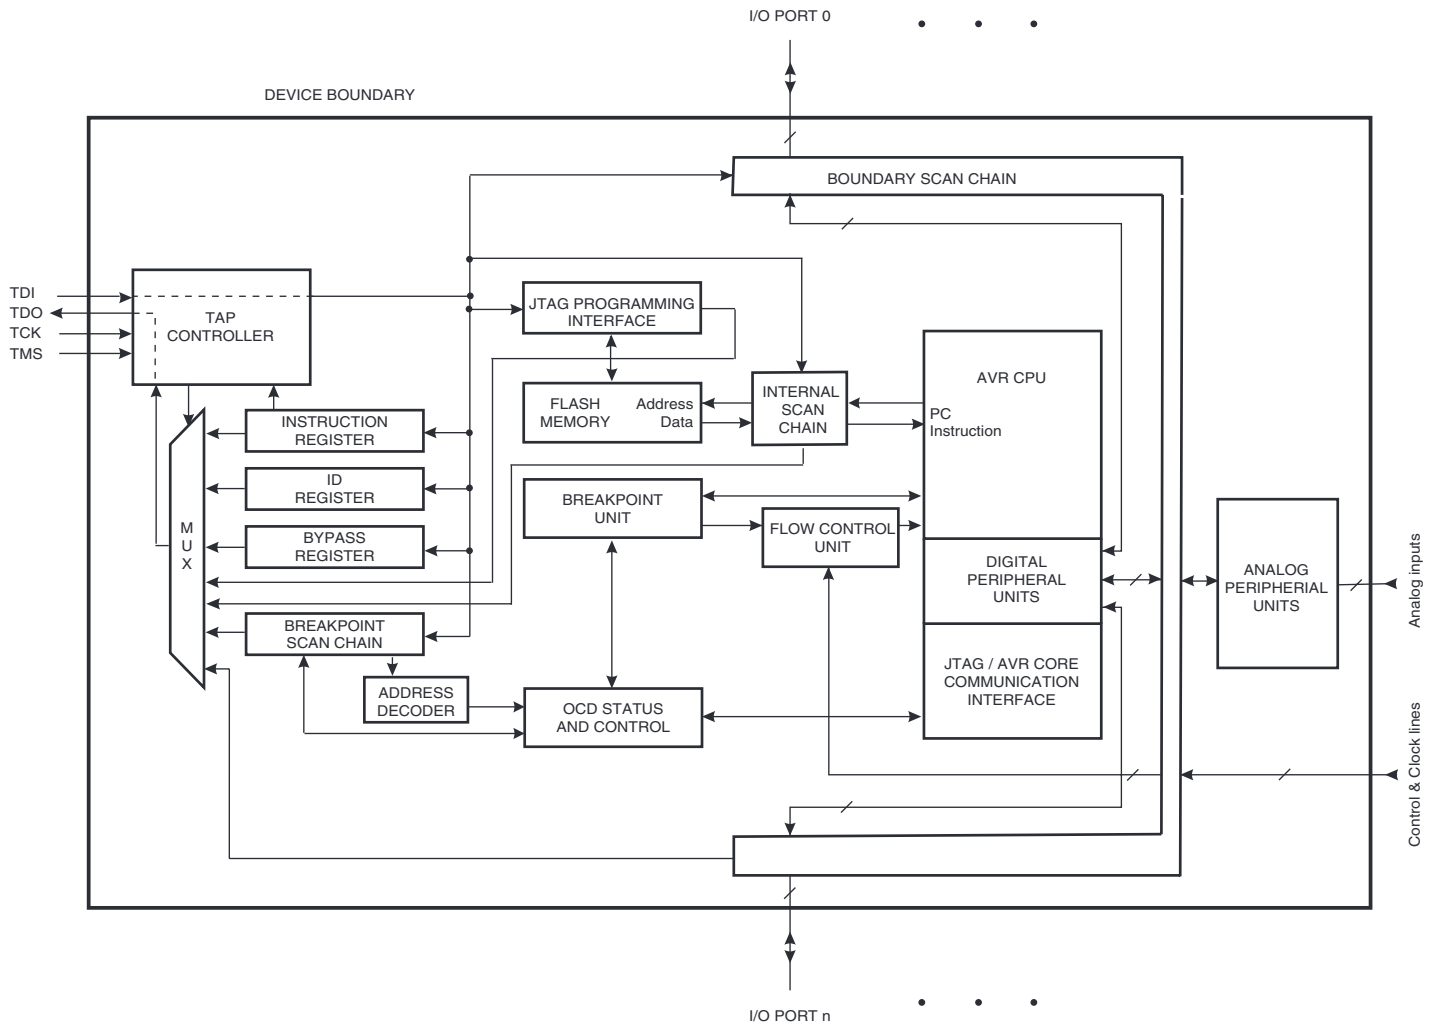 I/O PORT 0
DEVICE BOUNDARY
BOUNDARY SCAN CHAIN
TDI
TDO
TCK
TMS
TAP
CONTROLLER
JTAG PROGRAMMING
INTERFACE
AVR CPU
FLASH
MEMORY
Address
Data
INTERNAL
SCAN
CHAIN
PC
Instruction
INSTRUCTION
REGISTER
ID
REGISTER
BREAKPOINT
UNIT
FLOW CONTROL
UNIT
M
U
X
BYPASS
REGISTER
DIGITAL
PERIPHERAL
UNITS
ANALOG
PERIPHERIAL
UNITS
Analog inputs
BREAKPOINT
SCAN CHAIN
ADDRESS
DECODER
OCD STATUS
AND CONTROL
JTAG / AVR CORE
COMMUNICATION
INTERFACE
Control & Clock lines
I/O PORT n